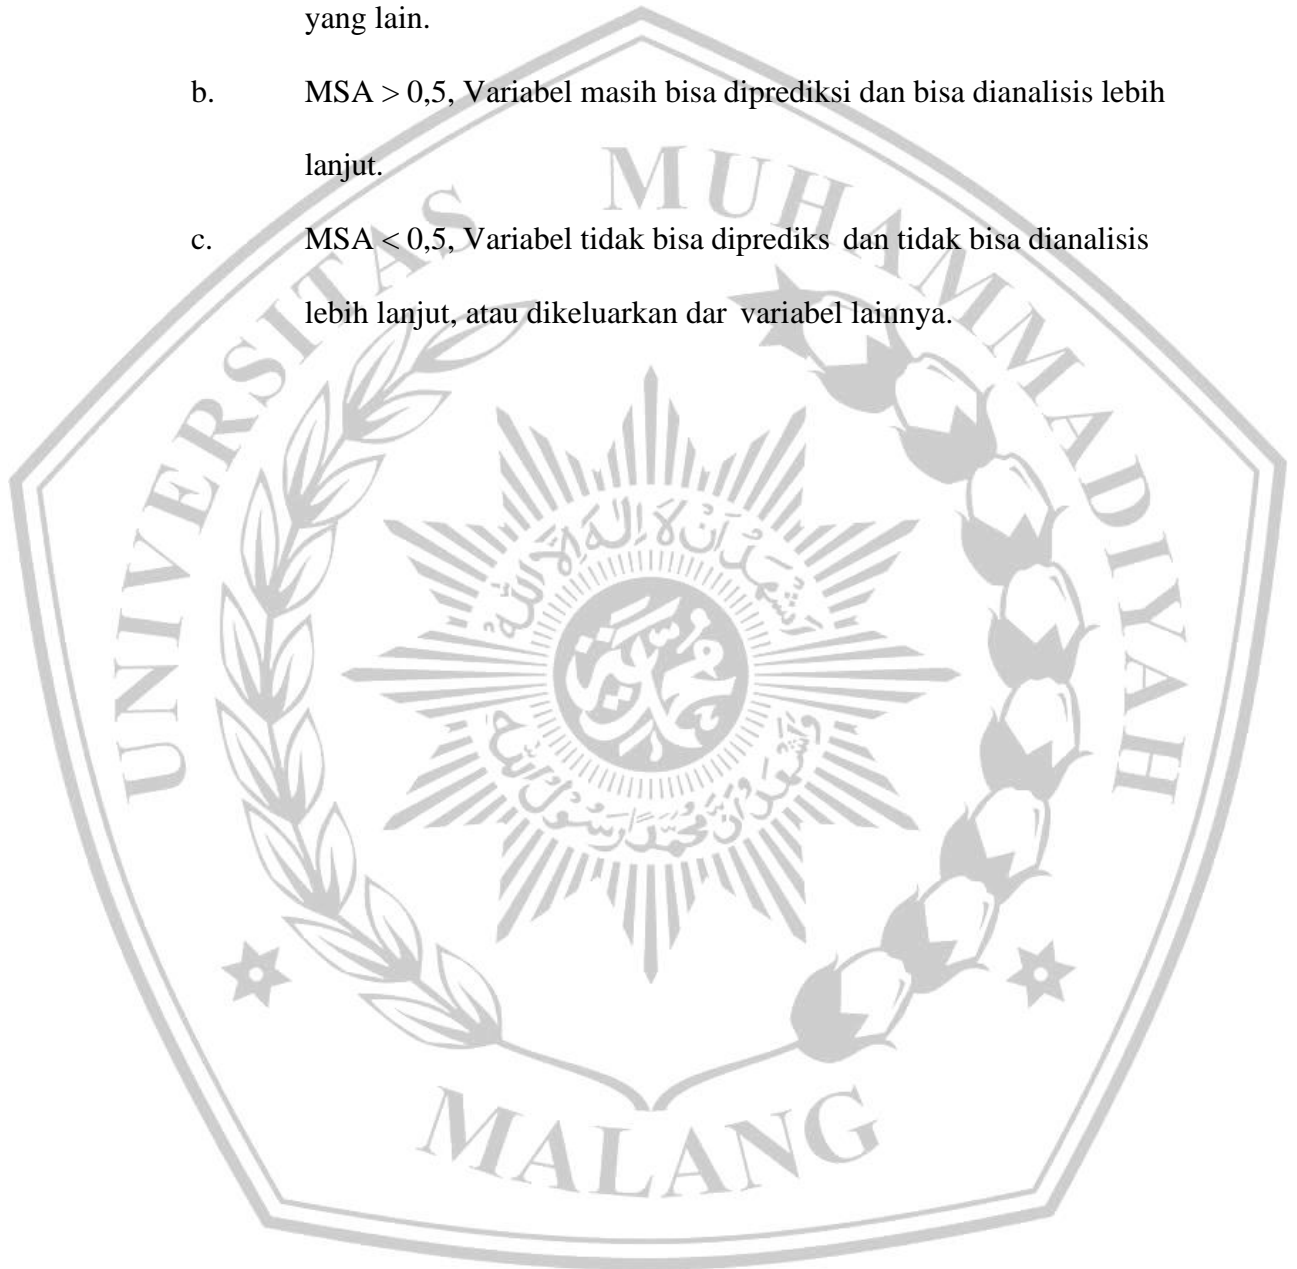 yang lain.
b. MSA > 0,5, Variabel masih bisa diprediksi dan bisa dianalisis lebih
lanjut.
c. MSA < 0,5, Variabel tidak bisa diprediks dan tidak bisa dianalisis
lebih lanjut, atau dikeluarkan dar variabel lainnya.
UNIVERSITAS MUHAMMADIYAH
MALANG